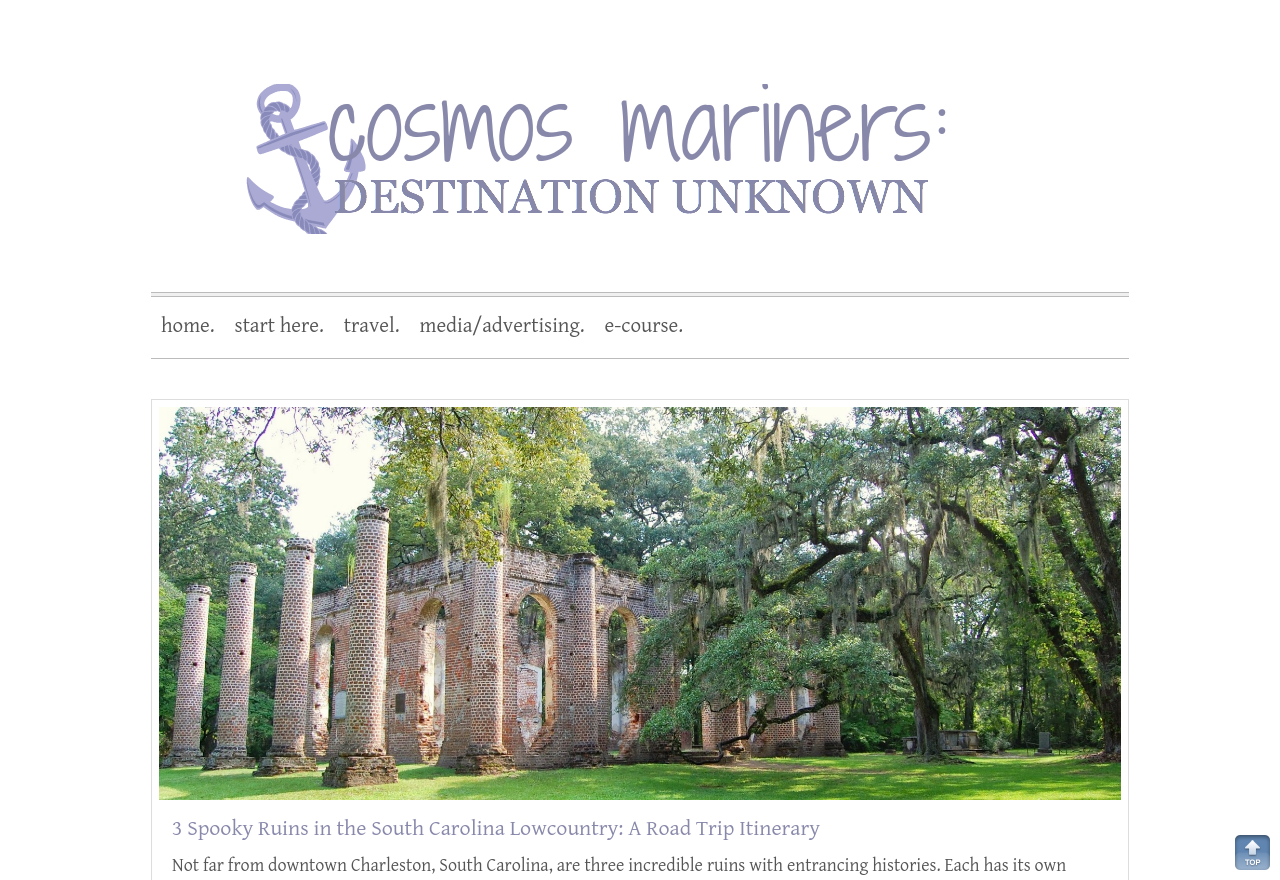 cosmos mariners:
DESTINATION UNKNOWN
home. start here. travel. media/advertising. e-course.
3 Spooky Ruins in the South Carolina Lowcountry: A Road Trip Itinerary
Not far from downtown Charleston, South Carolina, are three incredible ruins with entrancing histories. Each has its own
TOP